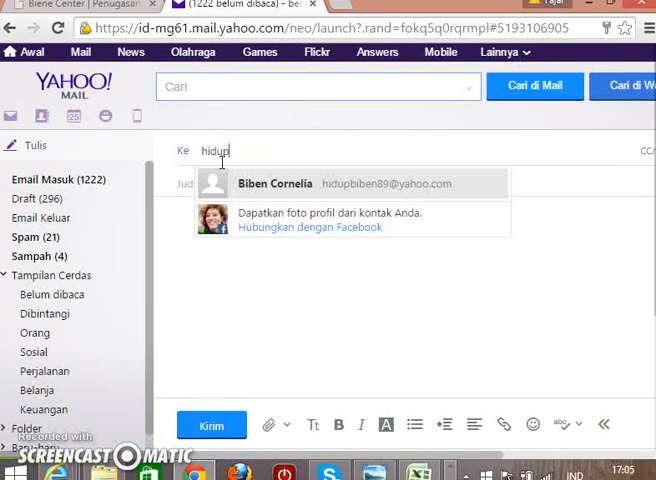 Biene Center | Penugasan
(1222 belum dibaca) - be
Fajar
https://id-mg61.mail.yahoo.com/neo/launch?.rand=fokq5q0rqrmpl#5193106905
Awal Mail News Olahraga Games Flickr Answers Mobile Lainnya
YAHOO!
MAIL
Cari
Cari di Mail
Cari di W
25
Tulis
Ke hidup
CC/
Email Masuk (1222)
Draft (296)
Email Keluar
Spam (21)
Sampah (4)
Tampilan Cerdas
Belum dibaca
Dibintangi
Orang
Sosial
Perjalanan
Belanja
Keuangan
Folder
Jud
Biben Cornelia hidupbiben89@yahoo.com
Dapatkan foto profil dari kontak Anda.
Hubungkan dengan Facebook
Kirim
Tt B I A
Recorded with
SCREENCAST-O-MATIC
IND
17:05